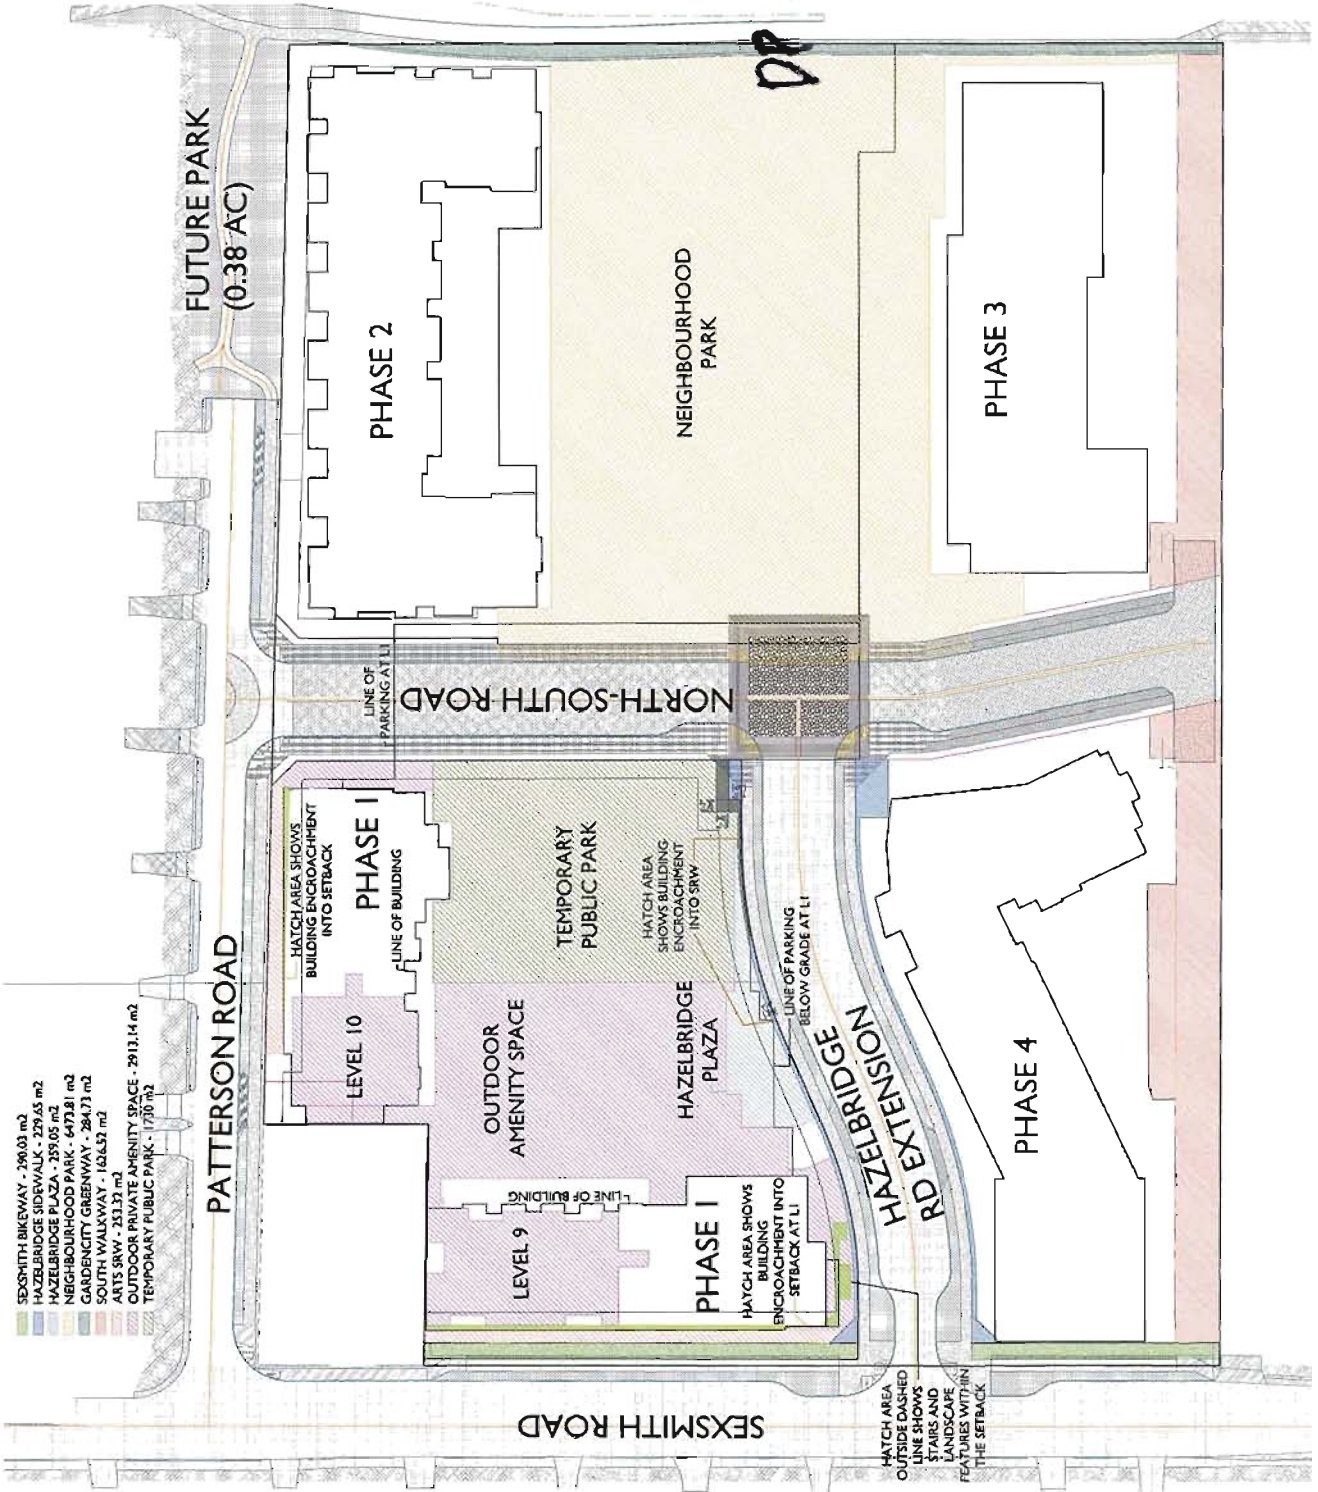 SEXSMITH BIKEWAY - 290.03 m2
HAZELBRIDGE SIDEWALK - 229.65 m2
HAZELBRIDGE PLAZA - 259.05 m2
NEIGHBOURHOOD PARK - 6473.81 m2
GARDENCITY GREENWAY - 284.73 m2
SOUTH WALKWAY - 1626.52 m2
ARTS SRW - 253.32 m2
OUTDOOR PRIVATE AMENITY SPACE - 2913.14 m2
TEMPORARY PUBLIC PARK - m2
PATTERSON ROAD
FUTURE PARK
(0.38 AC)
PHASE 2
NEIGHBOURHOOD
PARK
PHASE 3
DP
LINE OF
PARKING AT L1
NORTH-SOUTH ROAD
HATCH AREA SHOWS
BUILDING ENCROACHMENT
INTO SETBACK
PHASE 1
LINE OF BUILDING
LEVEL 10
TEMPORARY
PUBLIC PARK
HATCH AREA
SHOWS BUILDING
ENCROACHMENT
INTO SRW
OUTDOOR
AMENITY SPACE
HAZELBRIDGE
PLAZA
LINE OF PARKING
BELOW GRADE AT L1
LINE OF BUILDING
LEVEL 9
PHASE 1
HATCH AREA SHOWS
BUILDING
ENCROACHMENT INTO
SETBACK AT L1
HAZELBRIDGE
RD EXTENSION
PHASE 4
SEXSMITH ROAD
HATCH AREA
OUTSIDE DASHED
LINE SHOWS
STAIRS AND
LANDSCAPE
FEATURES WITHIN
THE SETBACK